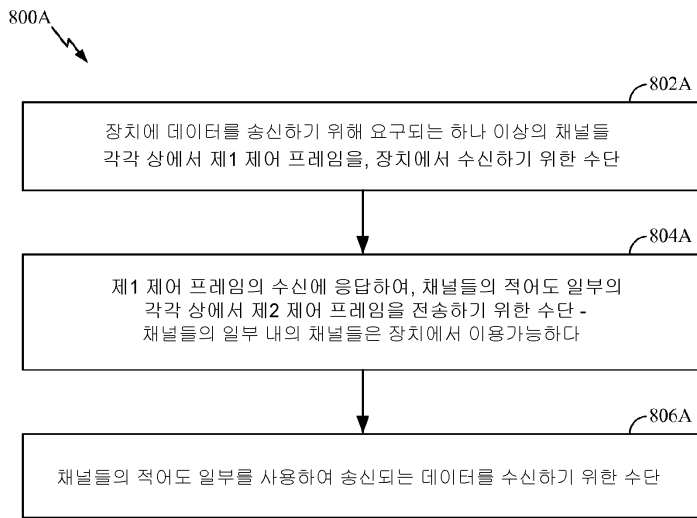 800A
802A
장치에 데이터를 송신하기 위해 요구되는 하나 이상의 채널들
각각 상에서 제1 제어 프레임을, 장치에서 수신하기 위한 수단
804A
제1 제어 프레임의 수신에 응답하여, 채널들의 적어도 일부의
각각 상에서 제2 제어 프레임을 전송하기 위한 수단 -
채널들의 일부 내의 채널들은 장치에서 이용가능하다
806A
채널들의 적어도 일부를 사용하여 송신되는 데이터를 수신하기 위한 수단